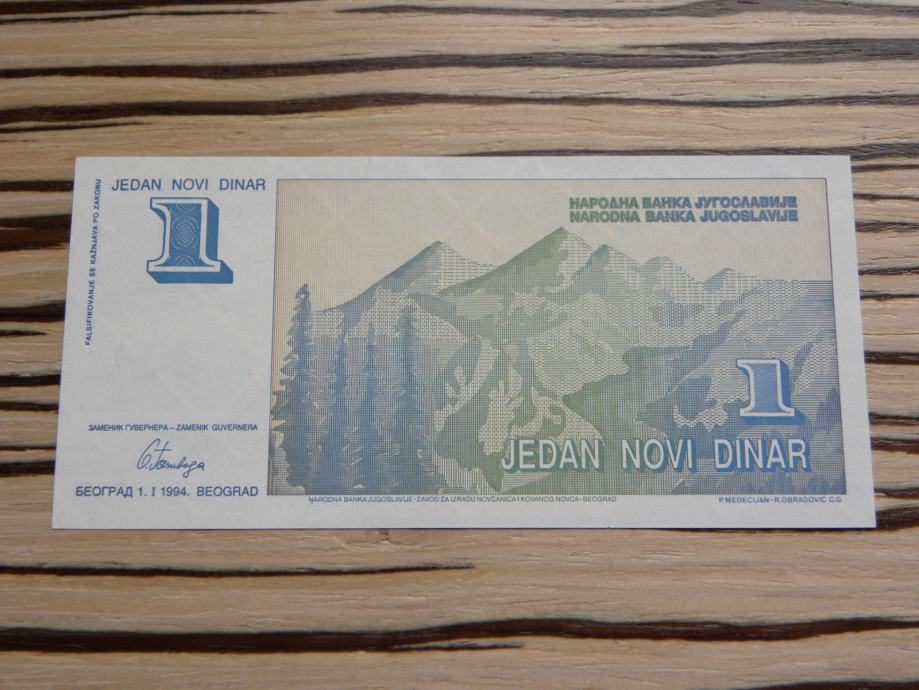 JEDAN NOVI DINAR
1
FALSIFIKOVANJE SE KAŽNJAVA PO ZAKONU
НАРОДНА БАНКА ЈУГОСЛАВИЈЕ
NARODNA BANKA JUGOSLAVIJE
1
JEDAN NOVI DINAR
ЗАМЕНИК ГУВЕРНЕРА – ZAMENIK GUVERNERA
БЕОГРАД 1. I 1994. BEOGRAD
NARODNA BANKA JUGOSLAVIJE-ZAVOD ZA IZRADU NOVČANICA I KOVANOG NOVCA-BEOGRAD
P. MEDECIJAN-R.OBRADOVIĆ C.G